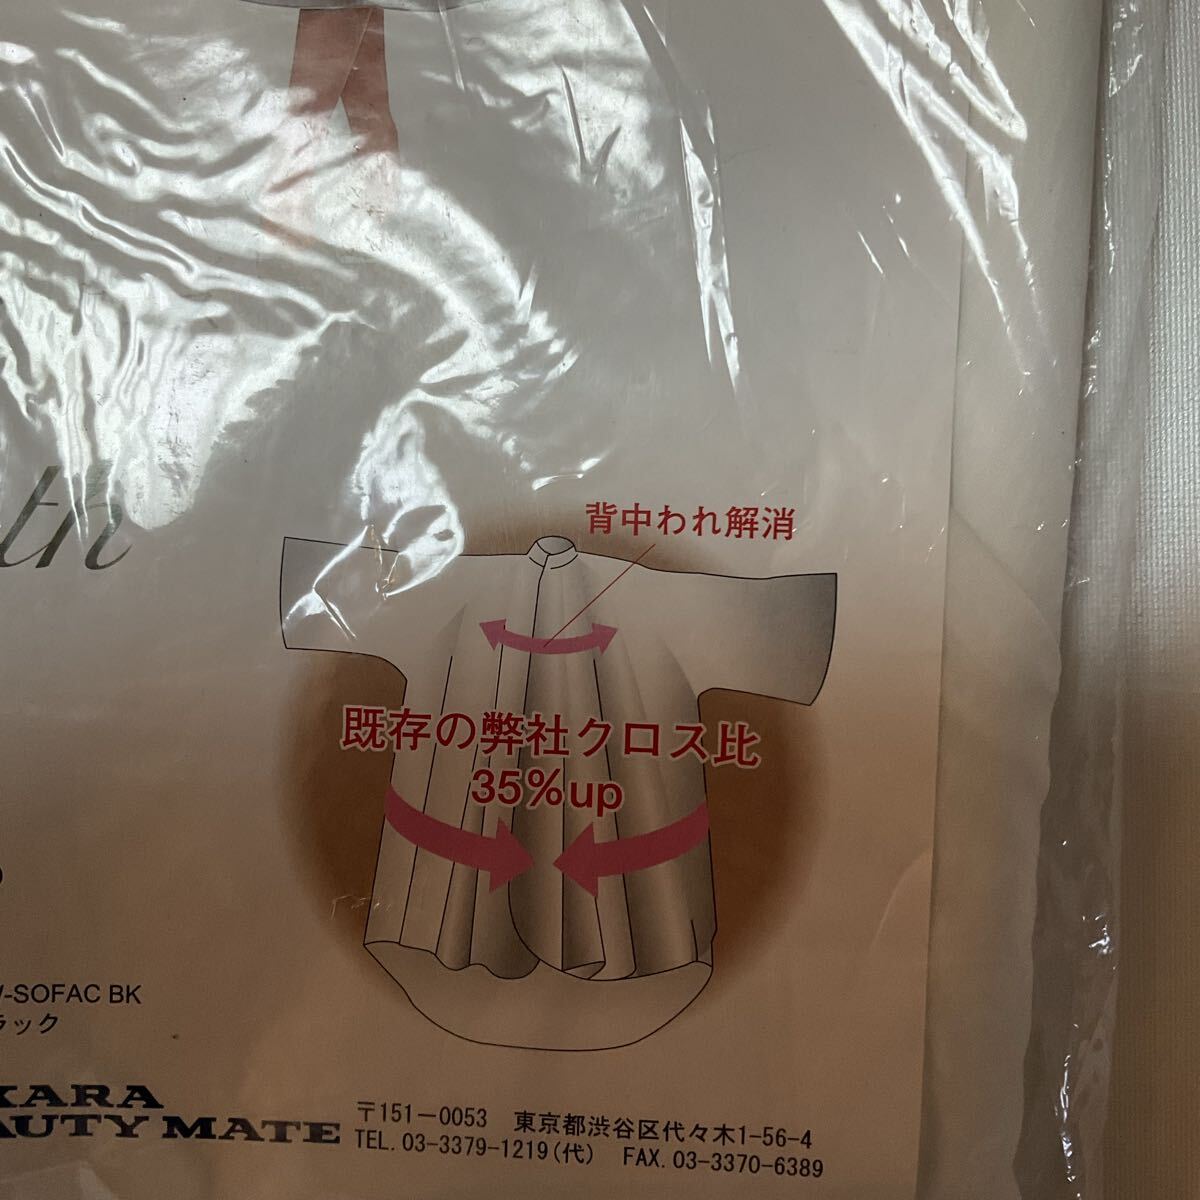 th
背中われ解消
既存の弊社クロス比
35%up
-SOFAC BK
ラック
KARA
AUTY MATE
〒151-0053 東京都渋谷区代々木1-56-4
TEL.03-3379-1219(代) FAX.03-3370-6389